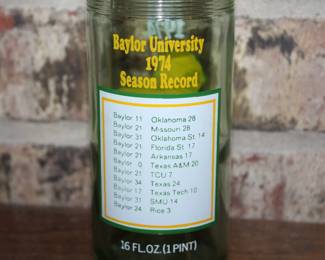 Baylor University
1974
Season Record
Baylor 11 Oklahoma 28
Baylor 21 Missouri 28
Baylor 31 Oklahoma St 14
Baylor 21 Florida St 17
Baylor 21 Arkansas 17
Baylor 0 Texas A&M 20
Baylor 21 TCU 7
Baylor 34 Texas 24
Baylor 17 Texas Tech 10
Baylor 31 SMU 14
Baylor 24 Rice 3
16 FL.OZ.(1 PINT)